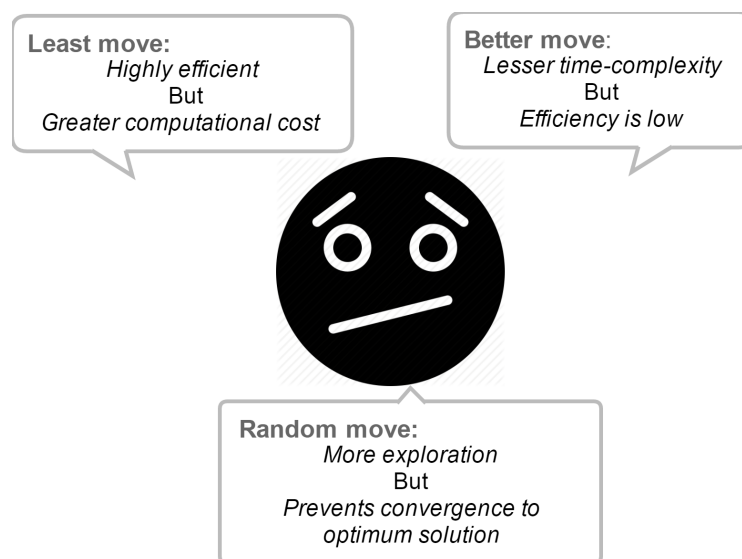 Least move:
Highly efficient
But
Greater computational cost
Better move:
Lesser time-complexity
But
Efficiency is low
Random move:
More exploration
But
Prevents convergence to
optimum solution